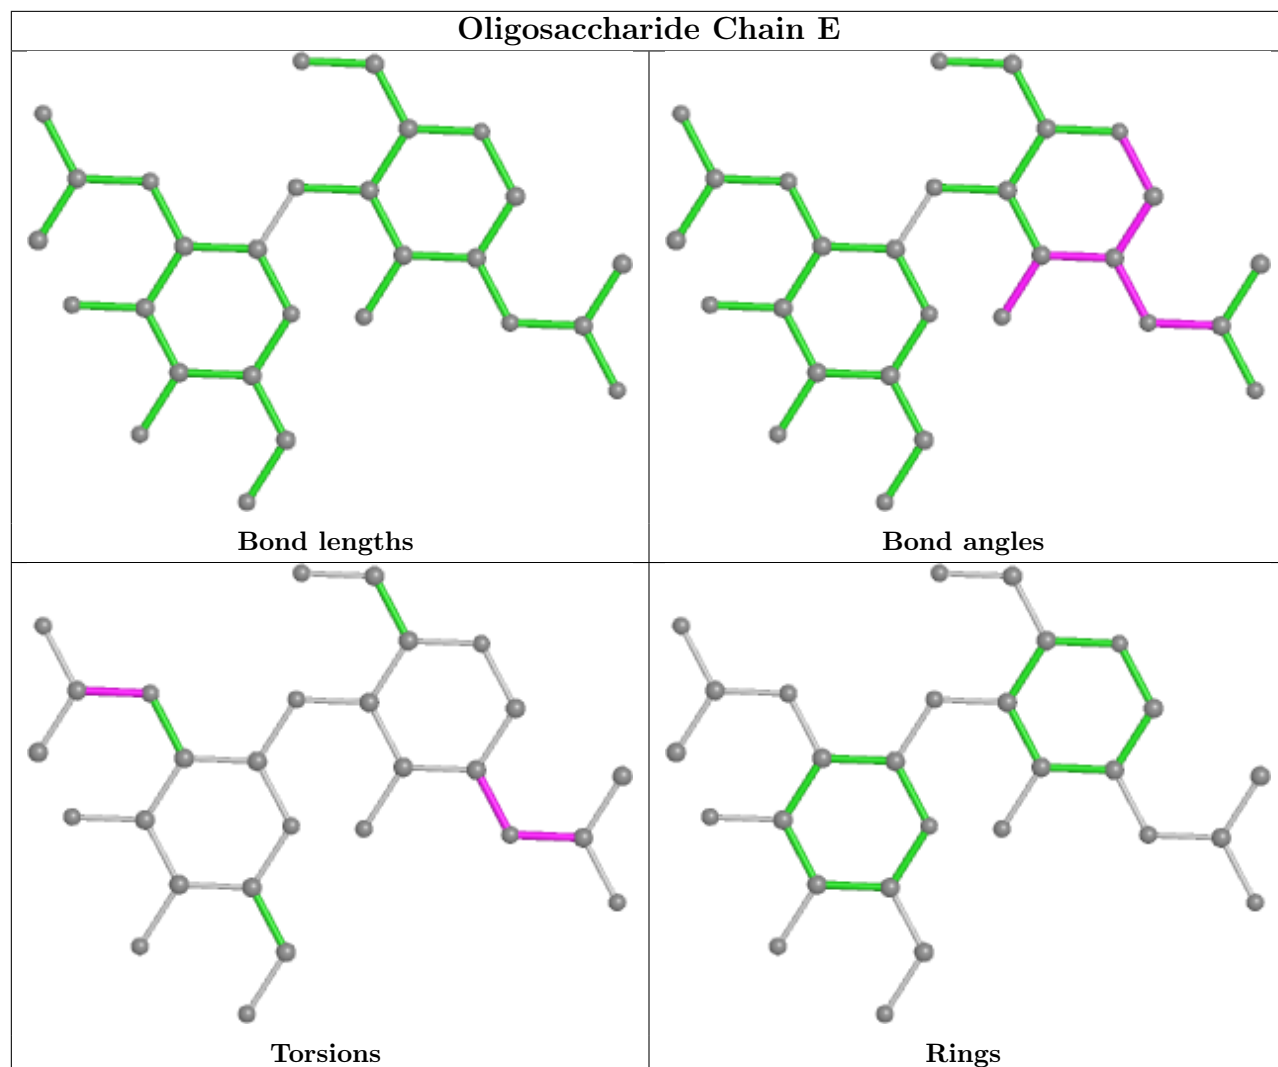 Oligosaccharide Chain E
Bond lengths
Bond angles
Torsions
Rings